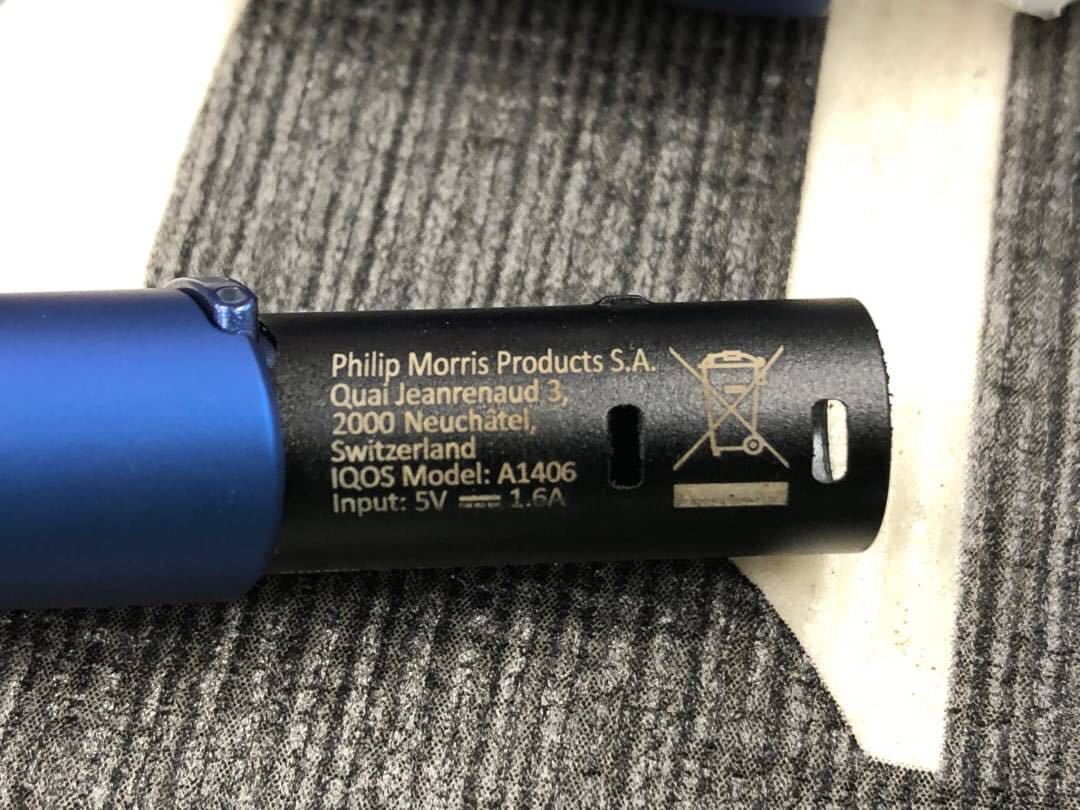 Philip Morris Products S.A.
Quai Jeanrenaud 3,
2000 Neuchâtel,
Switzerland
IQOS Model: A1406
Input: 5V ⎓ 1.6A